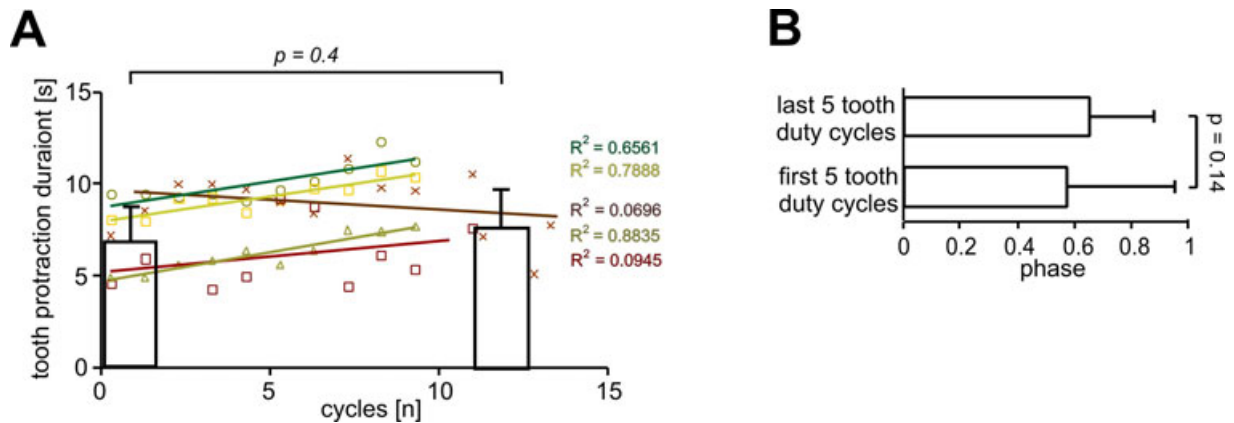 A
p = 0.4
tooth protraction duraiont [s]
15
10
5
0
R² = 0.6561
R² = 0.7888
R² = 0.0696
R² = 0.8835
R² = 0.0945
0 5 10 15
cycles [n]
B
last 5 tooth
duty cycles
first 5 tooth
duty cycles
p = 0.14
0 0.2 0.4 0.6 0.8 1
phase